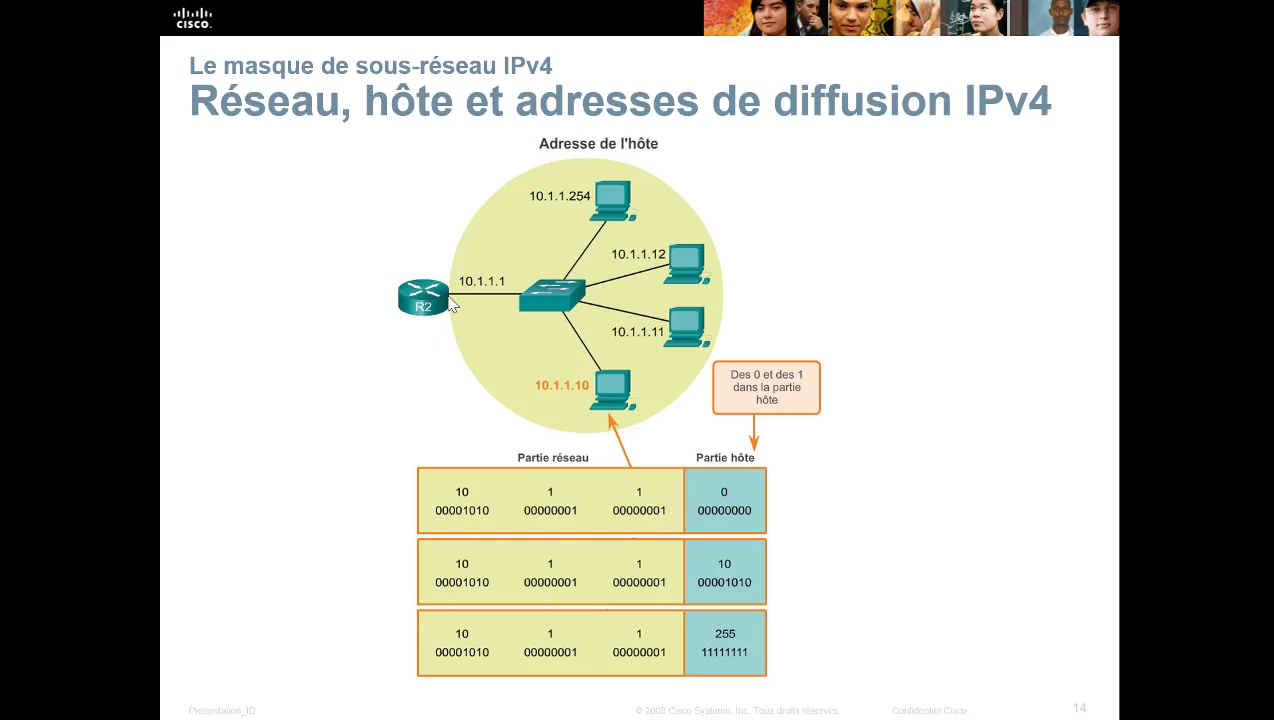 CISCO.
Le masque de sous-réseau IPv4
Réseau, hôte et adresses de diffusion IPv4
Adresse de l'hôte
10.1.1.254
10.1.1.12
10.1.1.1
R2
10.1.1.11
10.1.1.10
Des 0 et des 1
dans la partie
hôte
Partie réseau Partie hôte
10 1 1 0
00001010 00000001 00000001 00000000
10 1 1 10
00001010 00000001 00000001 00001010
10 1 1 255
00001010 00000001 00000001 11111111
Presentation_ID © 2008 Cisco Systems, Inc. Tous droits réservés. Confidentiel Cisco 14